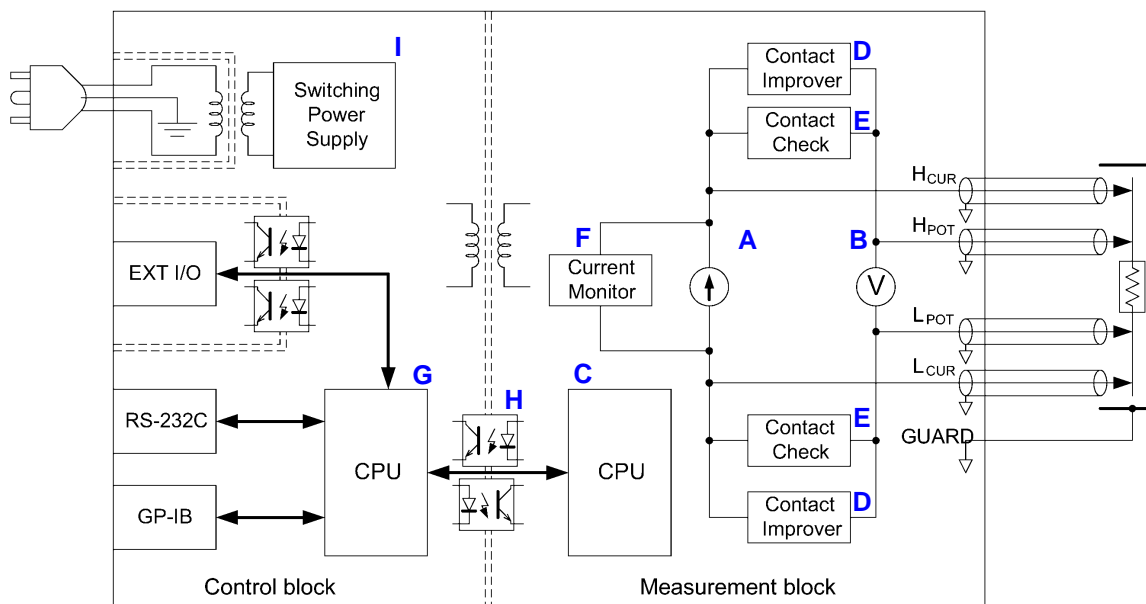 I
Switching
Power
Supply
EXT I/O
RS-232C
GP-IB
G
CPU
H
Control block
D
Contact
Improver
E
Contact
Check
F
Current
Monitor
A
B
V
C
CPU
E
Contact
Check
D
Contact
Improver
Measurement block
HCUR
HPOT
LPOT
LCUR
GUARD